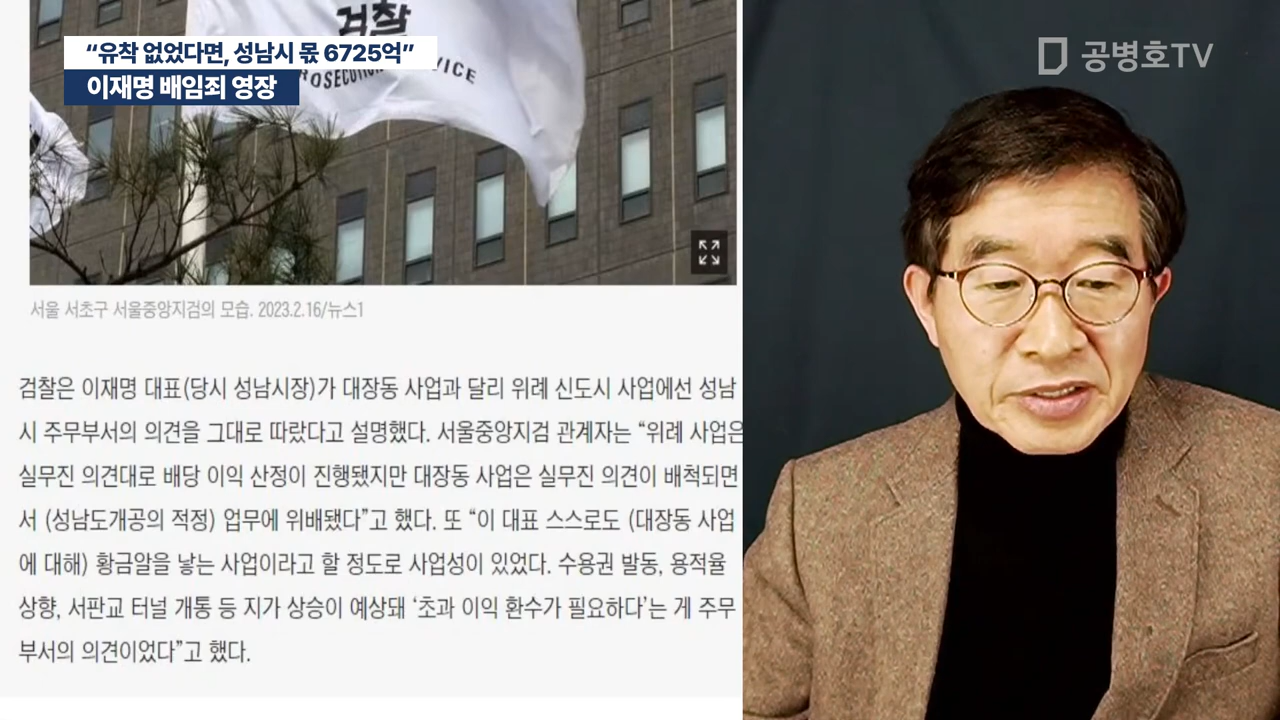 검찰
PROSECUTION SERVICE
“유착 없었다면, 성남시 몫 6725억”
이재명 배임죄 영장
공병호TV
서울 서초구 서울중앙지검의 모습. 2023.2.16/뉴스1
검찰은 이재명 대표(당시 성남시장)가 대장동 사업과 달리 위례 신도시 사업에선 성남
시 주무부서의 의견을 그대로 따랐다고 설명했다. 서울중앙지검 관계자는 “위례 사업은
실무진 의견대로 배당 이익 산정이 진행됐지만 대장동 사업은 실무진 의견이 배척되면
서 (성남도개공의 적정) 업무에 위배됐다”고 했다. 또 “이 대표 스스로도 (대장동 사업
에 대해) 황금알을 낳는 사업이라고 할 정도로 사업성이 있었다. 수용권 발동, 용적율
상향, 서판교 터널 개통 등 지가 상승이 예상돼 ‘초과 이익 환수가 필요하다’는 게 주무
부서의 의견이었다”고 했다.